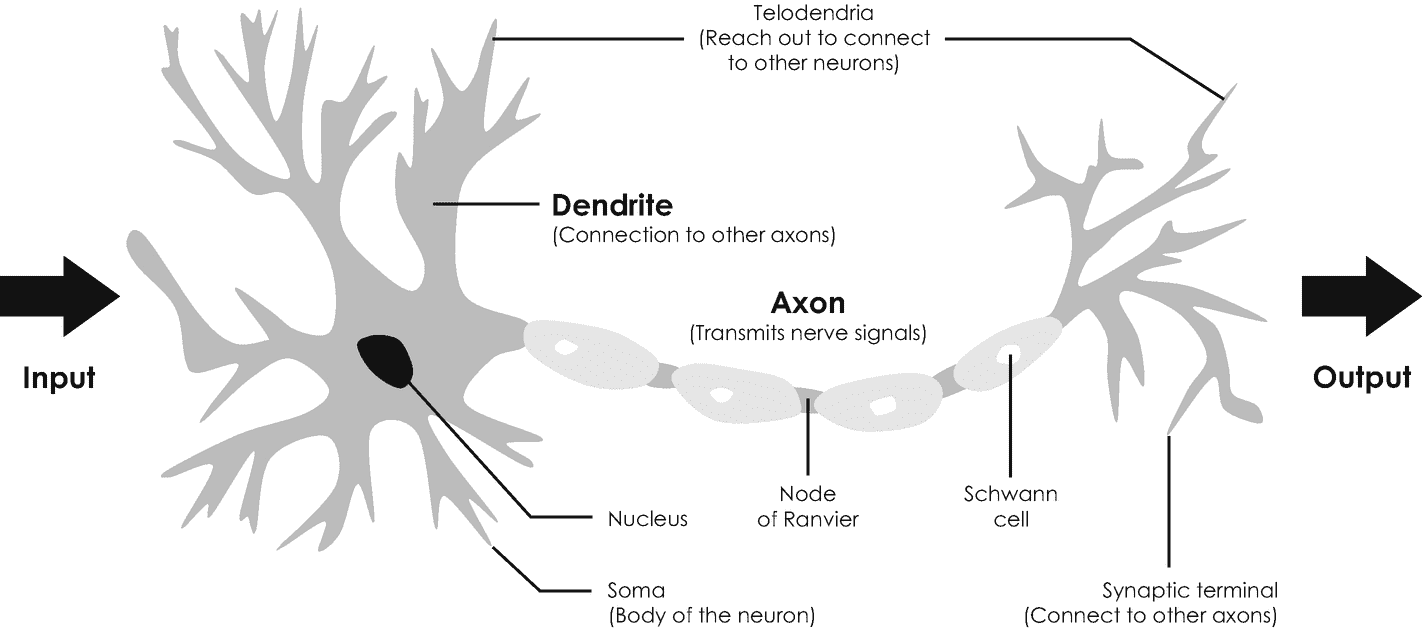 Telodendria
(Reach out to connect
to other neurons)
Dendrite
(Connection to other axons)
Axon
(Transmits nerve signals)
Input
Output
Node
of Ranvier
Schwann
cell
Nucleus
Soma
(Body of the neuron)
Synaptic terminal
(Connect to other axons)